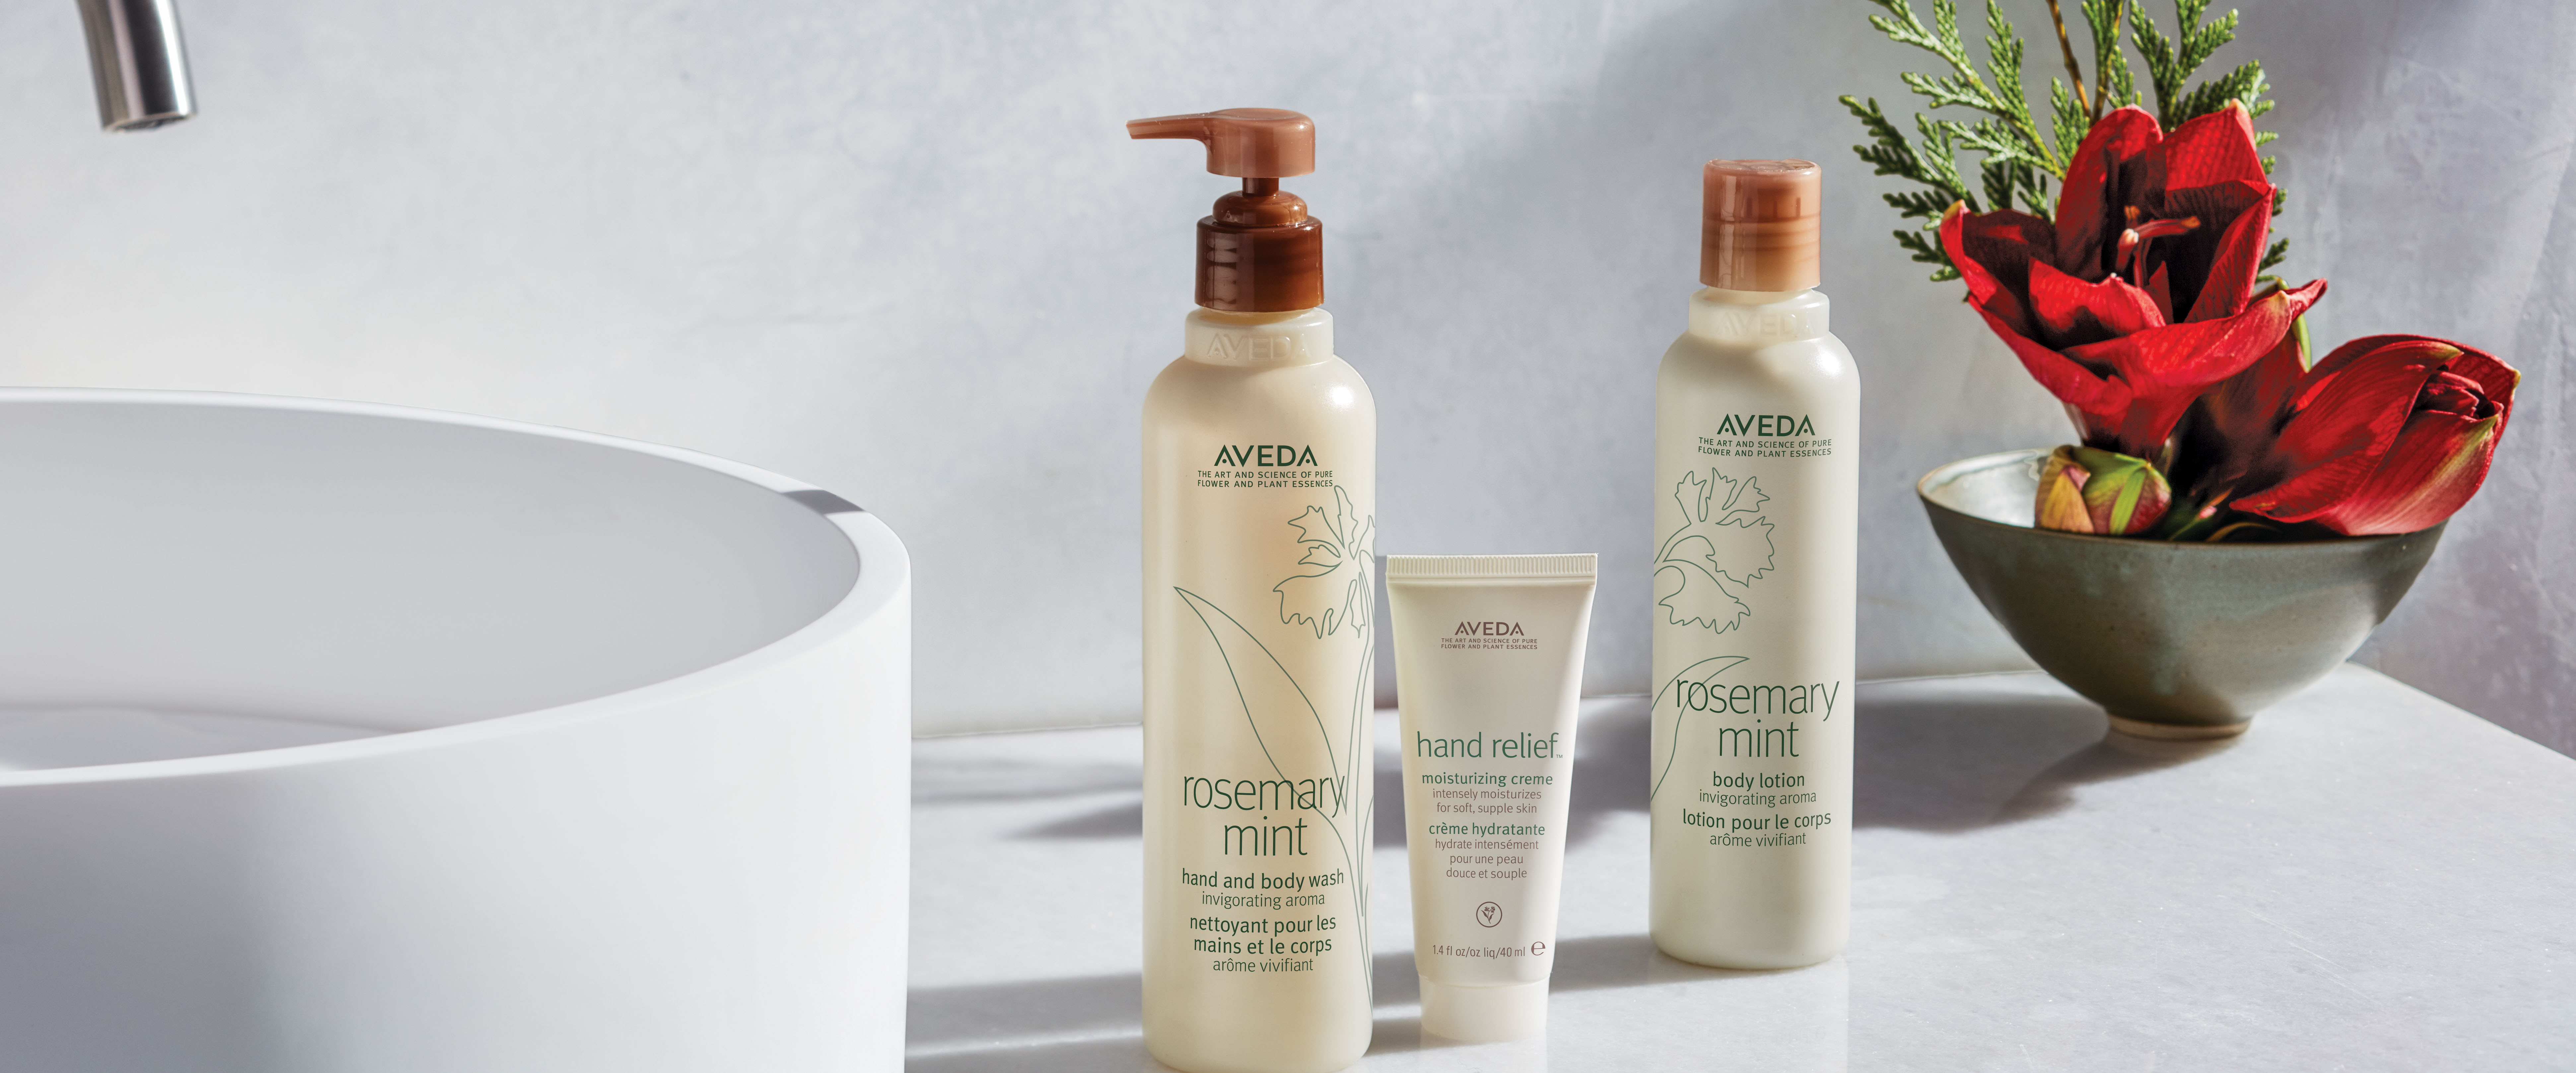 AVEDA
AVEDA
THE ART AND SCIENCE OF PURE
FLOWER AND PLANT ESSENCES
rosemary
mint
hand and body wash
invigorating aroma
nettoyant pour les
mains et le corps
arôme vivifiant
AVEDA
THE ART AND SCIENCE OF PURE
FLOWER AND PLANT ESSENCES
hand relief™
moisturizing creme
intensely moisturizes
for soft, supple skin
crème hydratante
hydrate intensément
pour une peau
douce et souple
1.4 fl oz/oz liq/40 ml ℮
AVEDA
AVEDA
THE ART AND SCIENCE OF PURE
FLOWER AND PLANT ESSENCES
rosemary
mint
body lotion
invigorating aroma
lotion pour le corps
arôme vivifiant